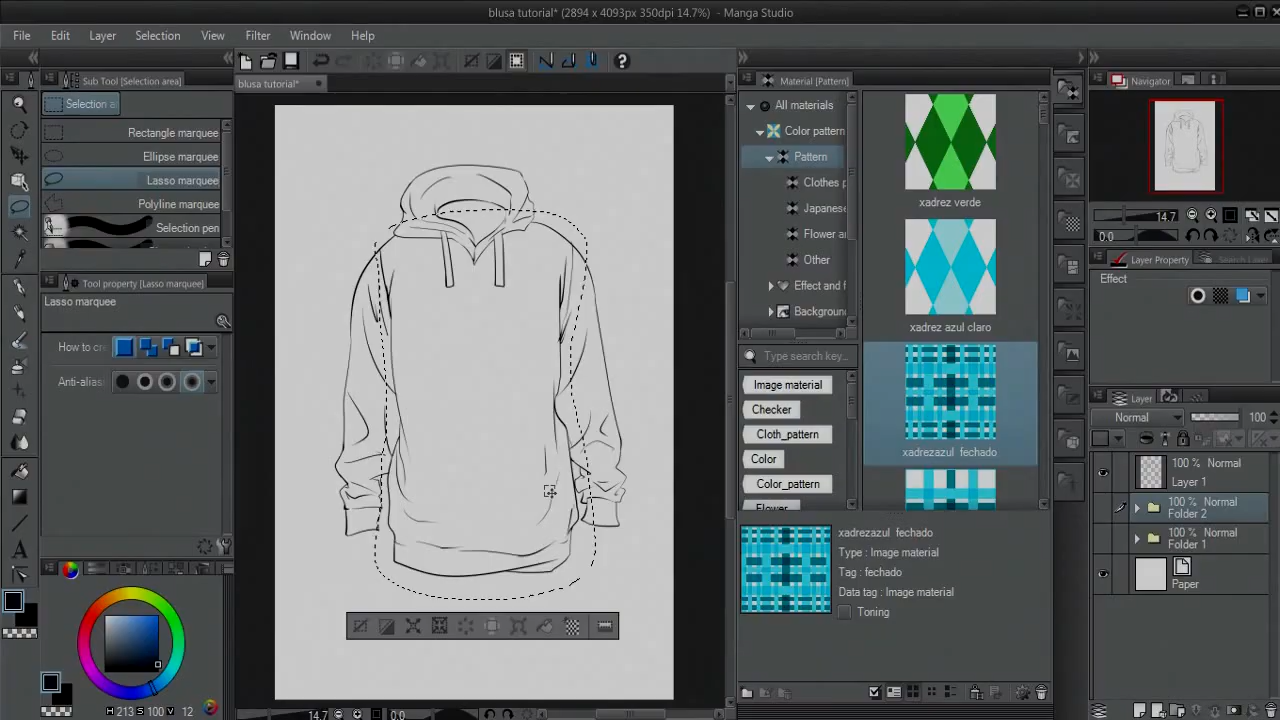 blusa tutorial* (2894 x 4093px 350dpi 14.7%) - Manga Studio
File Edit Layer Selection View Filter Window Help
Sub Tool [Selection area]
blusa tutorial*
Material [Pattern]
Navigator
Selection a
Rectangle marquee
Ellipse marquee
Lasso marquee
Polyline marquee
Selection pen
Tool property [Lasso marquee]
Lasso marquee
How to cre
Anti-alias
H 213 S 100 V 12
14.7 0.0
All materials
Color pattern
Pattern
Clothes p
Japanese
Flower ar
Other
Effect and f
Background
Type search key...
Image material
Checker
Cloth_pattern
Color
Color_pattern
Flower
xadrez verde
xadrez azul claro
xadrezazul fechado
xadrezazul fechado
Type : Image material
Tag : fechado
Data tag : Image material
Toning
14.7
0.0
Layer Property
Search Layer
Effect
Layer
Normal 100
100 % Normal
Layer 1
100 % Normal
Folder 2
100 % Normal
Folder 1
Paper